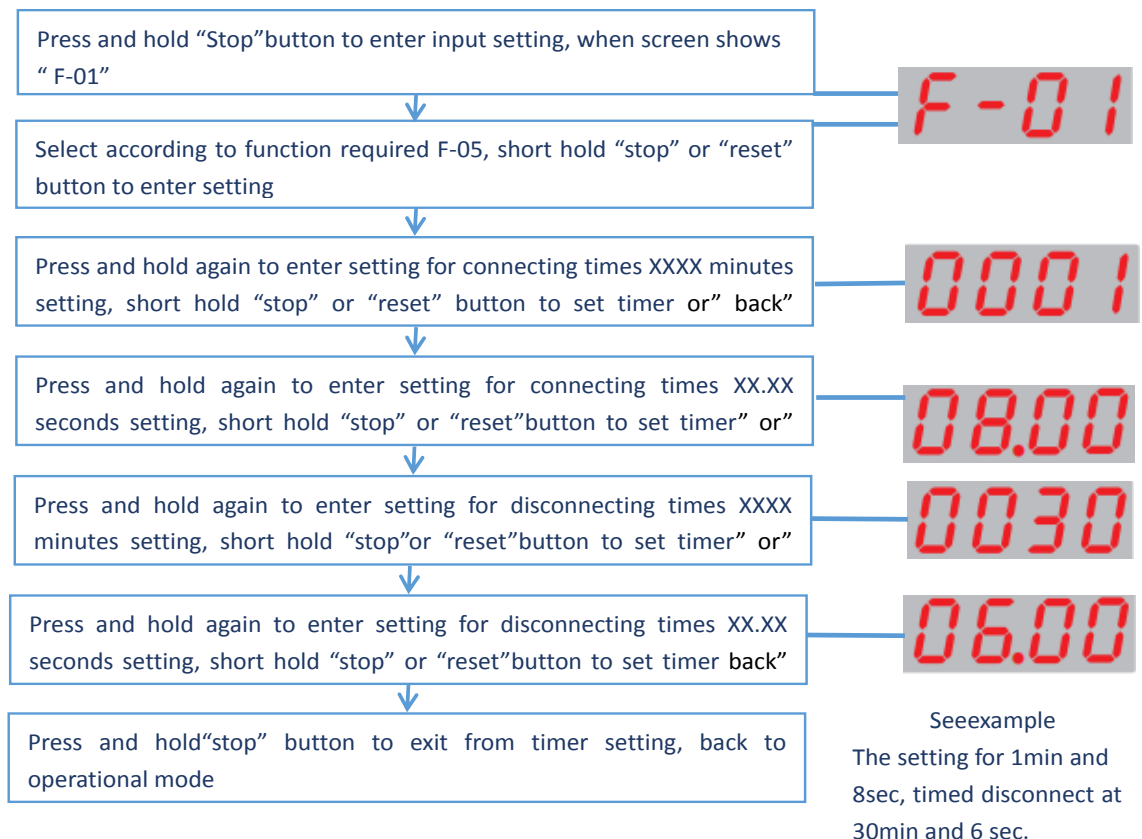 Press and hold “Stop”button to enter input setting, when screen shows
“ F-01”
F-01
Select according to function required F-05, short hold “stop” or “reset”
button to enter setting
Press and hold again to enter setting for connecting times XXXX minutes
setting, short hold “stop” or “reset” button to set timer or” back”
0001
Press and hold again to enter setting for connecting times XX.XX
seconds setting, short hold “stop” or “reset”button to set timer” or”
08.00
Press and hold again to enter setting for disconnecting times XXXX
minutes setting, short hold “stop”or “reset”button to set timer” or”
0030
Press and hold again to enter setting for disconnecting times XX.XX
seconds setting, short hold “stop” or “reset”button to set timer back”
06.00
Press and hold“stop” button to exit from timer setting, back to
operational mode
Seeexample
The setting for 1min and
8sec, timed disconnect at
30min and 6 sec.